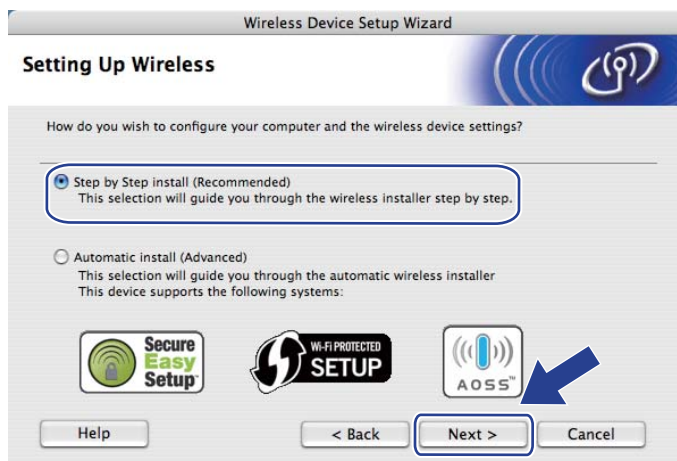 Wireless Device Setup Wizard
Setting Up Wireless
How do you wish to configure your computer and the wireless device settings?
Step by Step install (Recommended)
This selection will guide you through the wireless installer step by step.
Automatic install (Advanced)
This selection will guide you through the automatic wireless installer
This device supports the following systems:
Secure
Easy
Setup™
Wi-Fi PROTECTED
SETUP
AOSS™
Help
< Back
Next >
Cancel